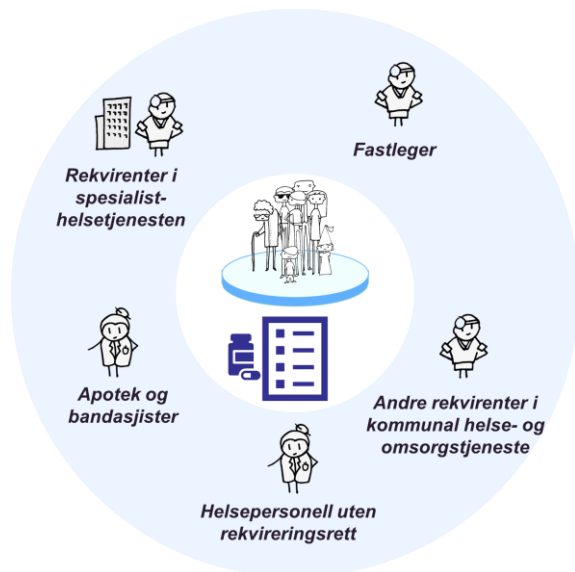 Fastleger
Rekvirenter i
spesialist-
helsetjenesten
Apotek og
bandasjister
Andre rekvirenter i
kommunal helse- og
omsorgstjeneste
Helsepersonell uten
rekvireringsrett